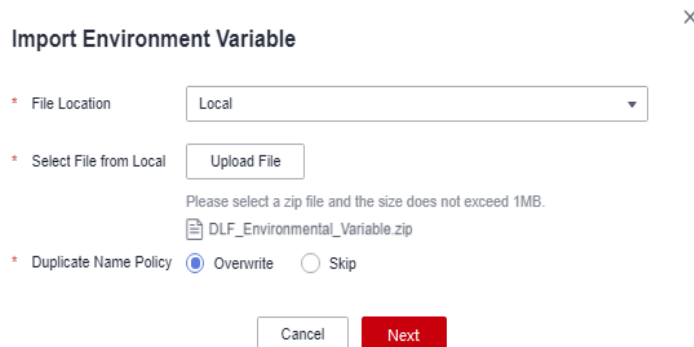 Import Environment Variable
* File Location Local
* Select File from Local Upload File
Please select a zip file and the size does not exceed 1MB.
DLF_Environmental_Variable.zip
* Duplicate Name Policy Overwrite Skip
Cancel Next